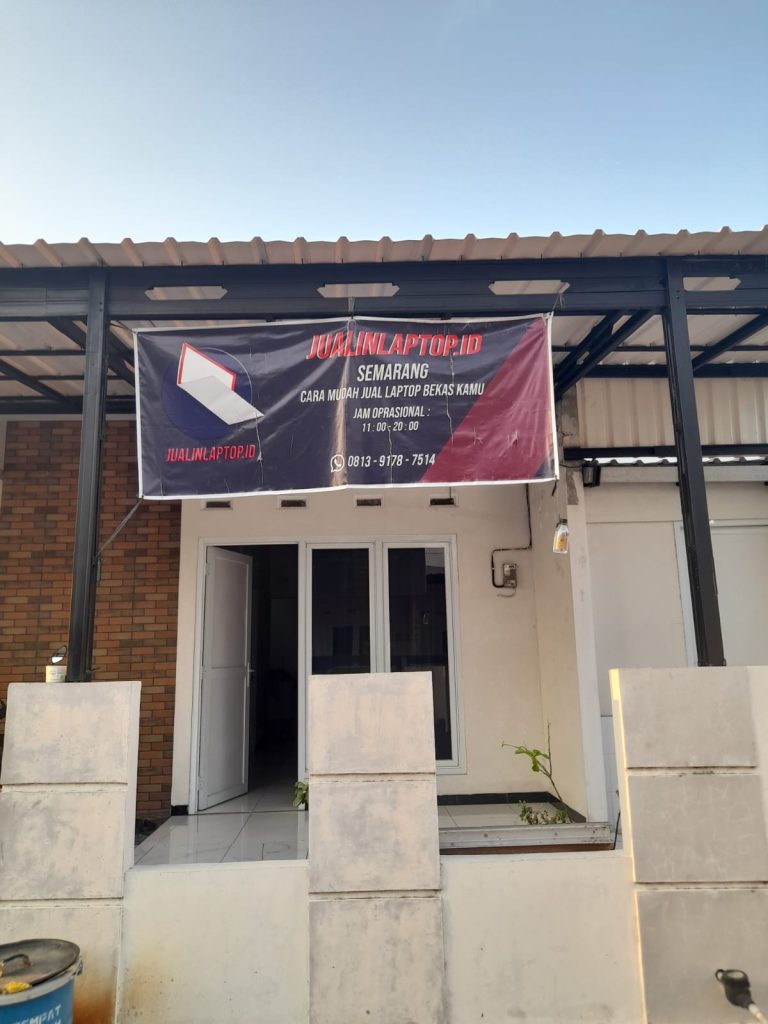 JUALINLAPTOP.ID
SEMARANG
CARA MUDAH JUAL LAPTOP BEKAS KAMU
JAM OPRASIONAL :
11 : 00 - 20 : 00
0813 - 9178 - 7514
JUALINLAPTOP.ID